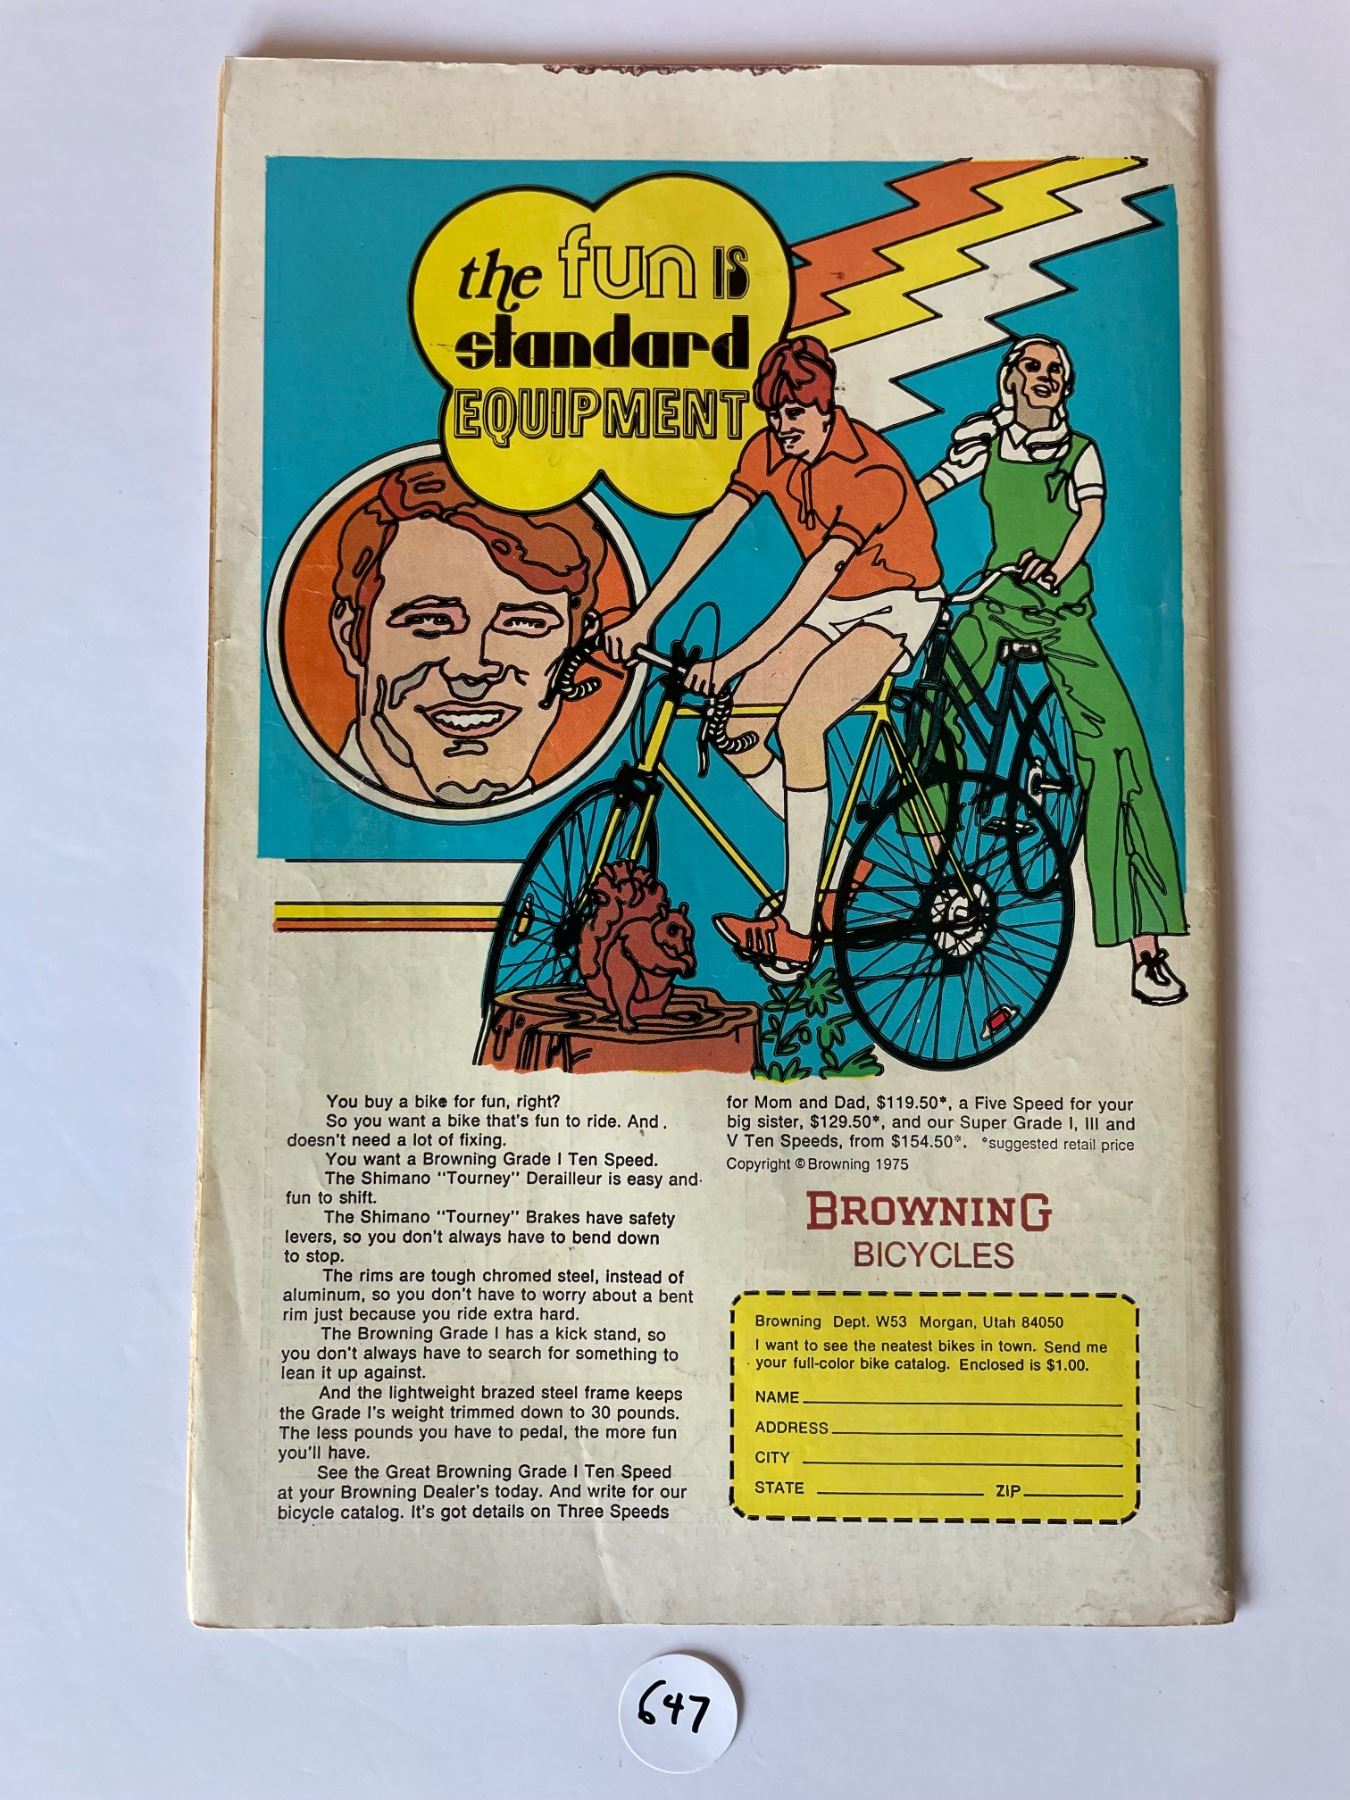 the fun IS
standard
EQUIPMENT
You buy a bike for fun, right?
So you want a bike that's fun to ride. And
doesn't need a lot of fixing.
You want a Browning Grade I Ten Speed.
The Shimano "Tourney" Derailleur is easy and
fun to shift.
The Shimano "Tourney" Brakes have safety
levers, so you don't always have to bend down
to stop.
The rims are tough chromed steel, instead of
aluminum, so you don't have to worry about a bent
rim just because you ride extra hard.
The Browning Grade I has a kick stand, so
you don't always have to search for something to
lean it up against.
And the lightweight brazed steel frame keeps
the Grade I's weight trimmed down to 30 pounds.
The less pounds you have to pedal, the more fun
you'll have.
See the Great Browning Grade I Ten Speed
at your Browning Dealer's today. And write for our
bicycle catalog. It's got details on Three Speeds
for Mom and Dad, $119.50*, a Five Speed for your
big sister, $129.50*, and our Super Grade I, III and
V Ten Speeds, from $154.50*. *suggested retail price
Copyright © Browning 1975
BROWNING
BICYCLES
Browning Dept. W53 Morgan, Utah 84050
I want to see the neatest bikes in town. Send me
your full-color bike catalog. Enclosed is $1.00.
NAME
ADDRESS
CITY
STATE ZIP
647